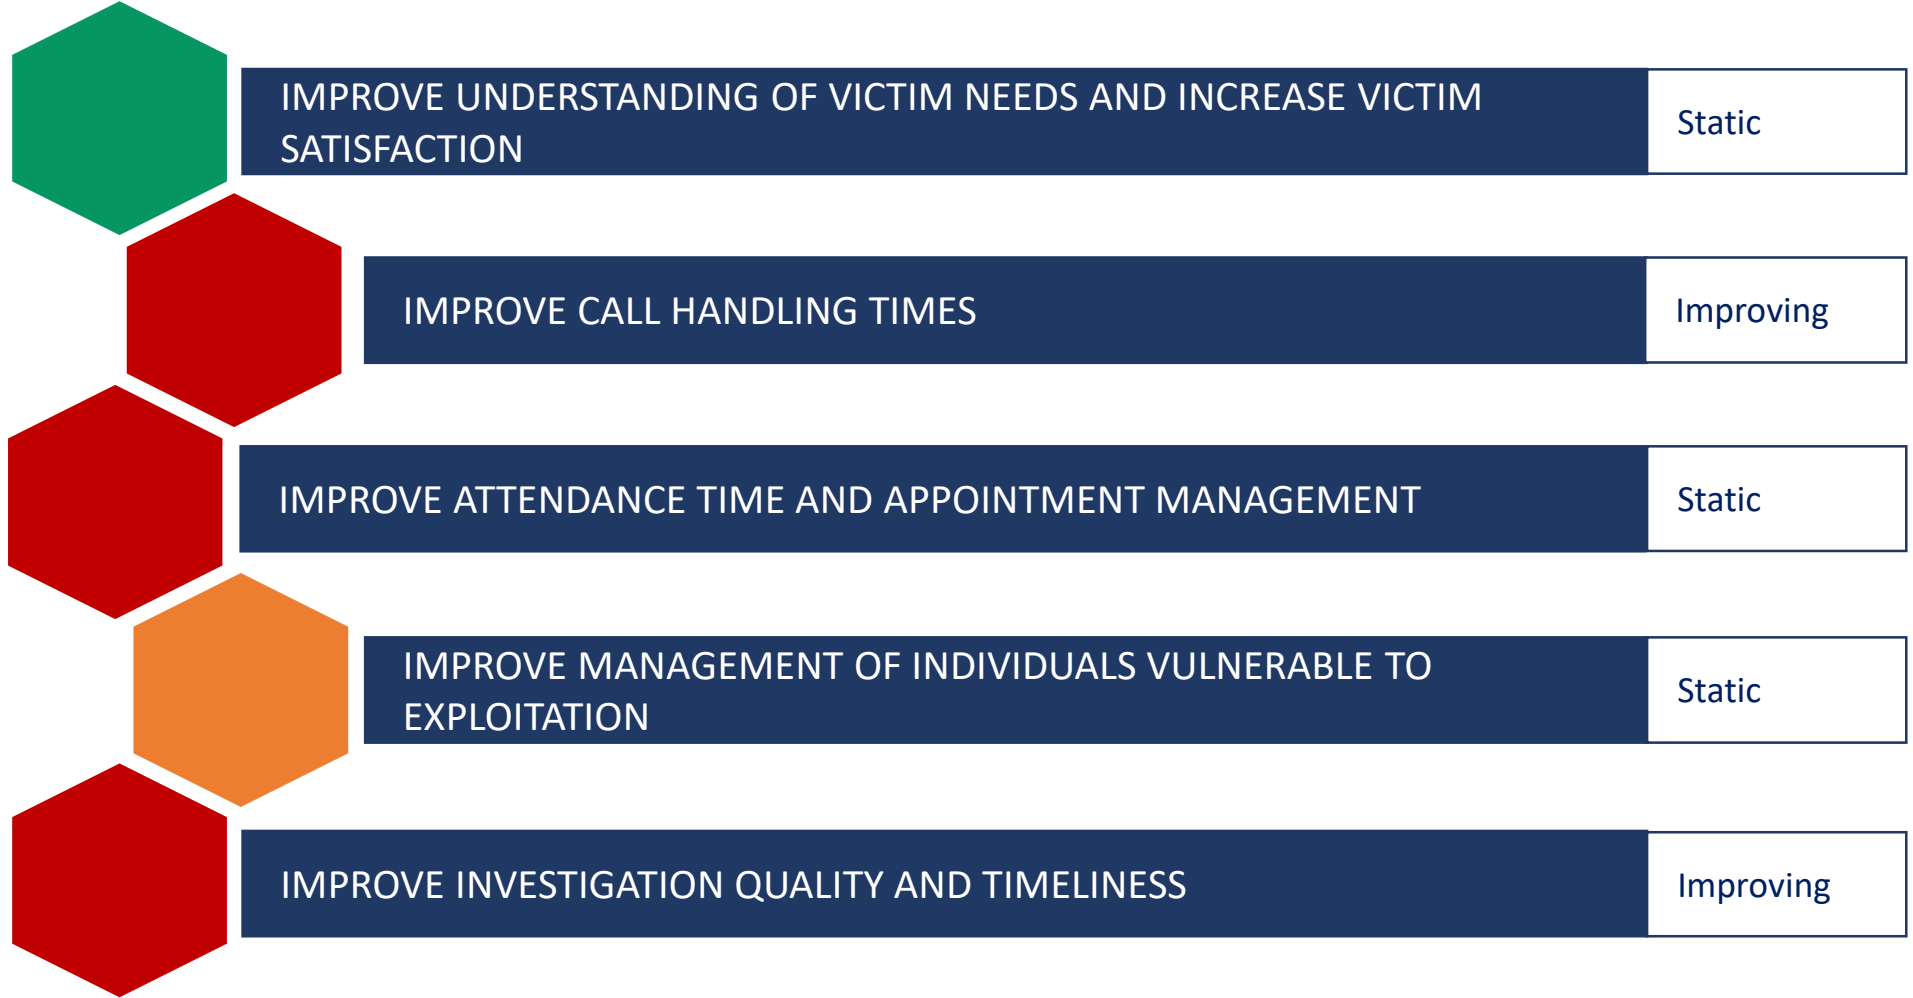 IMPROVE UNDERSTANDING OF VICTIM NEEDS AND INCREASE VICTIM
SATISFACTION
Static
IMPROVE CALL HANDLING TIMES
Improving
IMPROVE ATTENDANCE TIME AND APPOINTMENT MANAGEMENT
Static
IMPROVE MANAGEMENT OF INDIVIDUALS VULNERABLE TO
EXPLOITATION
Static
IMPROVE INVESTIGATION QUALITY AND TIMELINESS
Improving